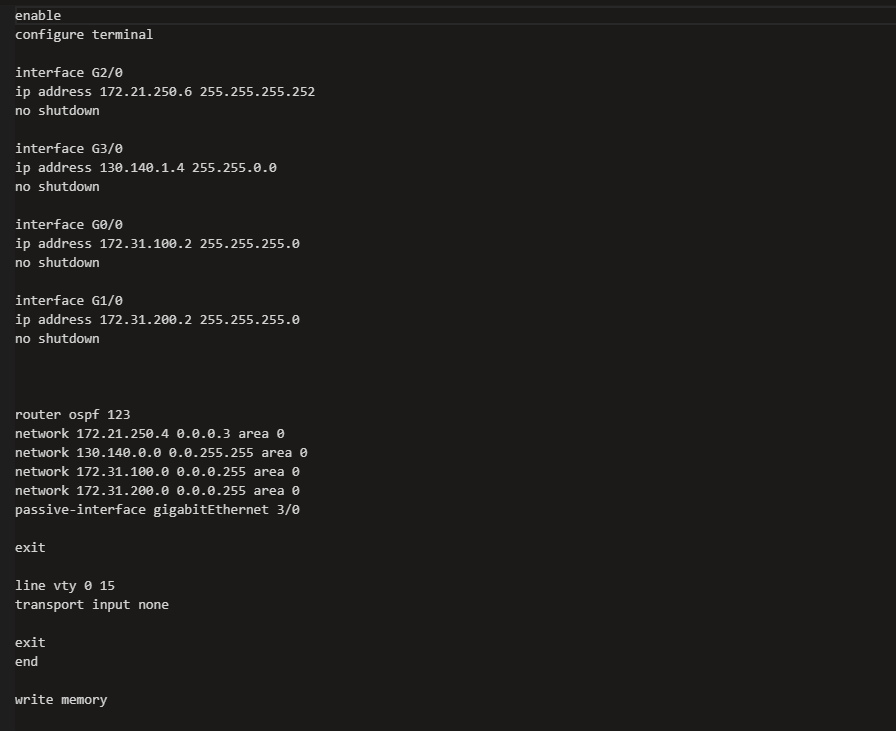 enable
configure terminal
interface G2/0
ip address 172.21.250.6 255.255.255.252
no shutdown
interface G3/0
ip address 130.140.1.4 255.255.0.0
no shutdown
interface G0/0
ip address 172.31.100.2 255.255.255.0
no shutdown
interface G1/0
ip address 172.31.200.2 255.255.255.0
no shutdown
router ospf 123
network 172.21.250.4 0.0.0.3 area 0
network 130.140.0.0 0.0.255.255 area 0
network 172.31.100.0 0.0.0.255 area 0
network 172.31.200.0 0.0.0.255 area 0
passive-interface gigabitEthernet 3/0
exit
line vty 0 15
transport input none
exit
end
write memory